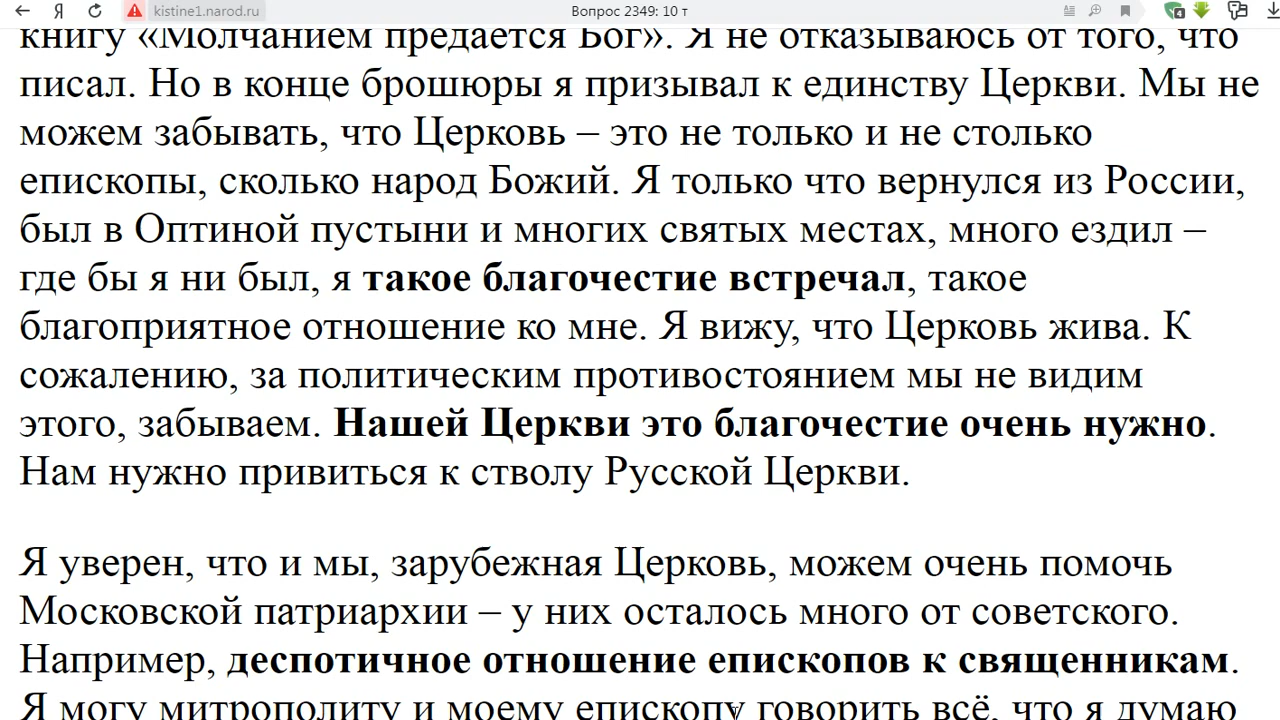 kistine1.narod.ru
Вопрос 2349: 10 т
4
книгу «Молчанием предаётся Бог». Я не отказываюсь от того, что
писал. Но в конце брошюры я призывал к единству Церкви. Мы не
можем забывать, что Церковь – это не только и не столько
епископы, сколько народ Божий. Я только что вернулся из России,
был в Оптиной пустыни и многих святых местах, много ездил –
где бы я ни был, я такое благочестие встречал, такое
благоприятное отношение ко мне. Я вижу, что Церковь жива. К
сожалению, за политическим противостоянием мы не видим
этого, забываем. Нашей Церкви это благочестие очень нужно.
Нам нужно привиться к стволу Русской Церкви.
Я уверен, что и мы, зарубежная Церковь, можем очень помочь
Московской патриархии – у них осталось много от советского.
Например, деспотичное отношение епископов к священникам.
Я могу митрополиту и моему епископу говорить всё, что я думаю